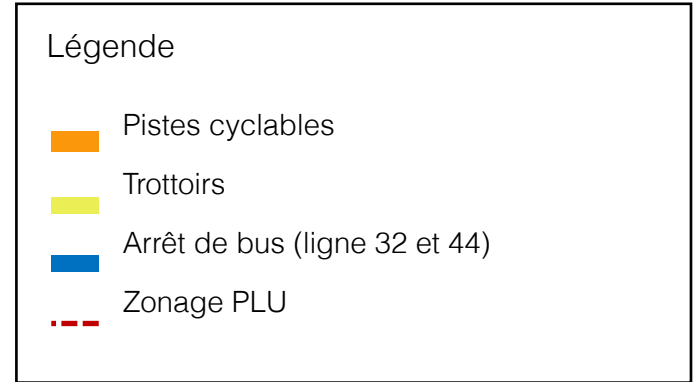 Légende
Pistes cyclables
Trottoirs
Arrêt de bus (ligne 32 et 44)
Zonage PLU